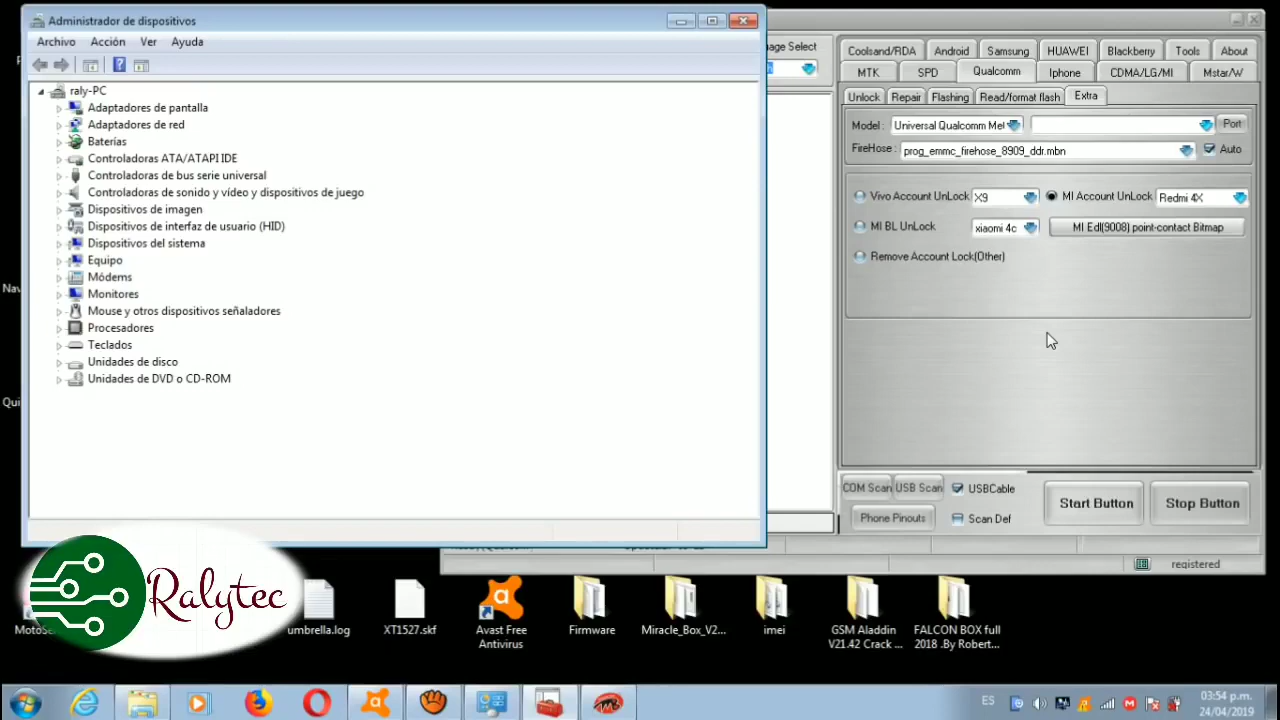 Administrador de dispositivos
Archivo Acción Ver Ayuda
raly-PC
Adaptadores de pantalla
Adaptadores de red
Baterías
Controladoras ATA/ATAPI IDE
Controladoras de bus serie universal
Controladoras de sonido y vídeo y dispositivos de juego
Dispositivos de imagen
Dispositivos de interfaz de usuario (HID)
Dispositivos del sistema
Equipo
Módems
Monitores
Mouse y otros dispositivos señaladores
Procesadores
Teclados
Unidades de disco
Unidades de DVD o CD-ROM
Select
Coolsand/RDA Android Samsung HUAWEI Blackberry Tools About
MTK SPD Qualcomm Iphone CDMA/LG/MI Mstar/W
Unlock Repair Flashing Read/format flash Extra
Model : Universal Qualcomm Port
FireHose : prog_emmc_firehose_8909_ddr.mbn Auto
Vivo Account UnLock X9 MI Account UnLock Redmi 4X
MI BL UnLock xiaomi 4c MI Edl(9008) point-contact Bitmap
Remove Account Lock(Other)
COM Scan USB Scan USBCable
Start Button Stop Button
Phone Pinouts Scan Def
registered
Ralytec
umbrella.log
XT1527.skf
Avast Free
Antivirus
Firmware
Miracle_Box_V2...
imei
GSM Aladdin
V21.42 Crack ...
FALCON BOX full
2018 .By Robert...
ES
03:54 p.m.
24/04/2019